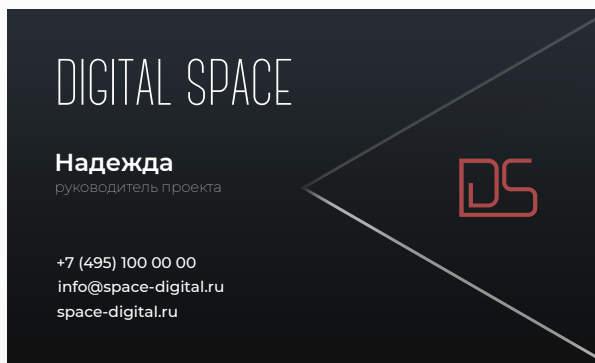 DIGITAL SPACE
Надежда
руководитель проекта
DS
+7 (495) 100 00 00
info@space-digital.ru
space-digital.ru